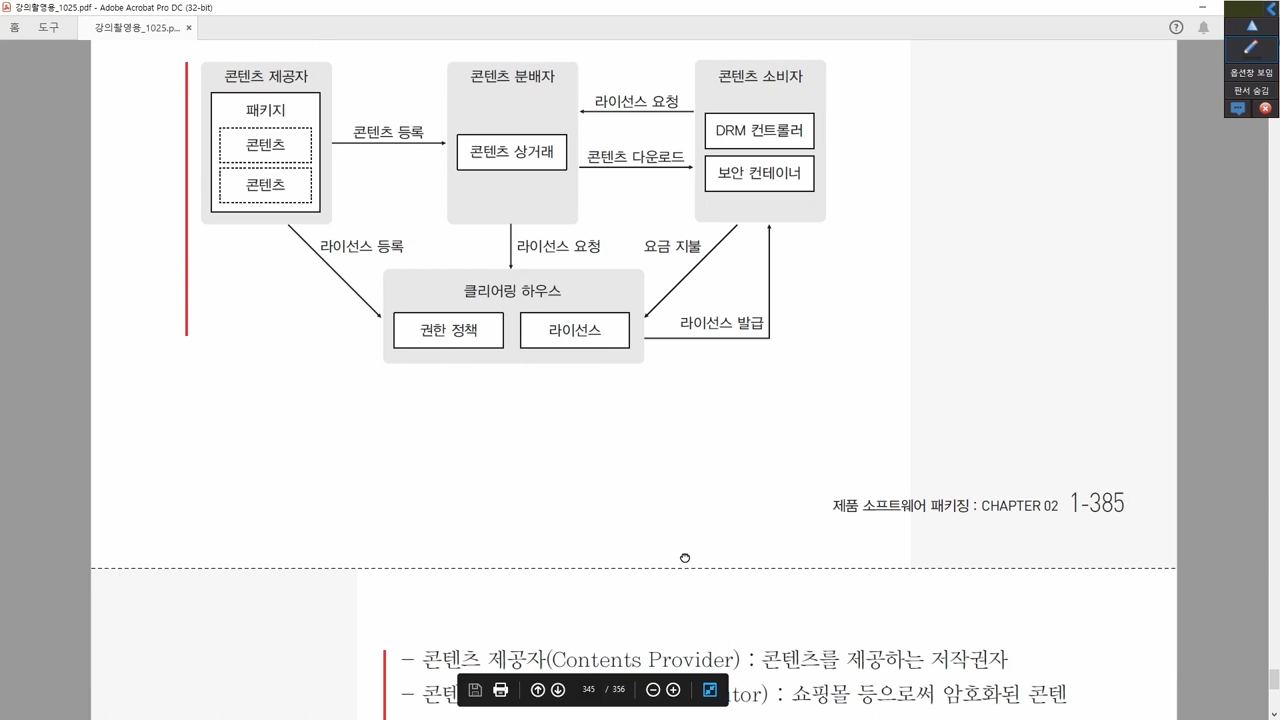 강의촬영용_1025.pdf - Adobe Acrobat Pro DC (32-bit)
홈 도구 강의촬영용_1025.p... ×
옵션창 보임
판서 숨김
콘텐츠 제공자
패키지
콘텐츠
콘텐츠
콘텐츠 등록
콘텐츠 분배자
콘텐츠 상거래
라이선스 요청
콘텐츠 다운로드
콘텐츠 소비자
DRM 컨트롤러
보안 컨테이너
라이선스 등록
라이선스 요청
요금 지불
라이선스 발급
클리어링 하우스
권한 정책
라이선스
제품 소프트웨어 패키징 : CHAPTER 02 1-385
– 콘텐츠 제공자(Contents Provider) : 콘텐츠를 제공하는 저작권자
– 콘텐 tor) : 쇼핑몰 등으로써 암호화된 콘텐
345 / 356